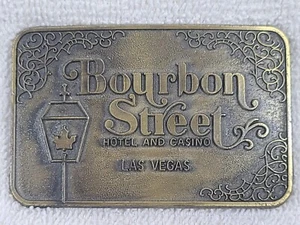 Bourbon
Street
HOTEL AND CASINO
LAS VEGAS